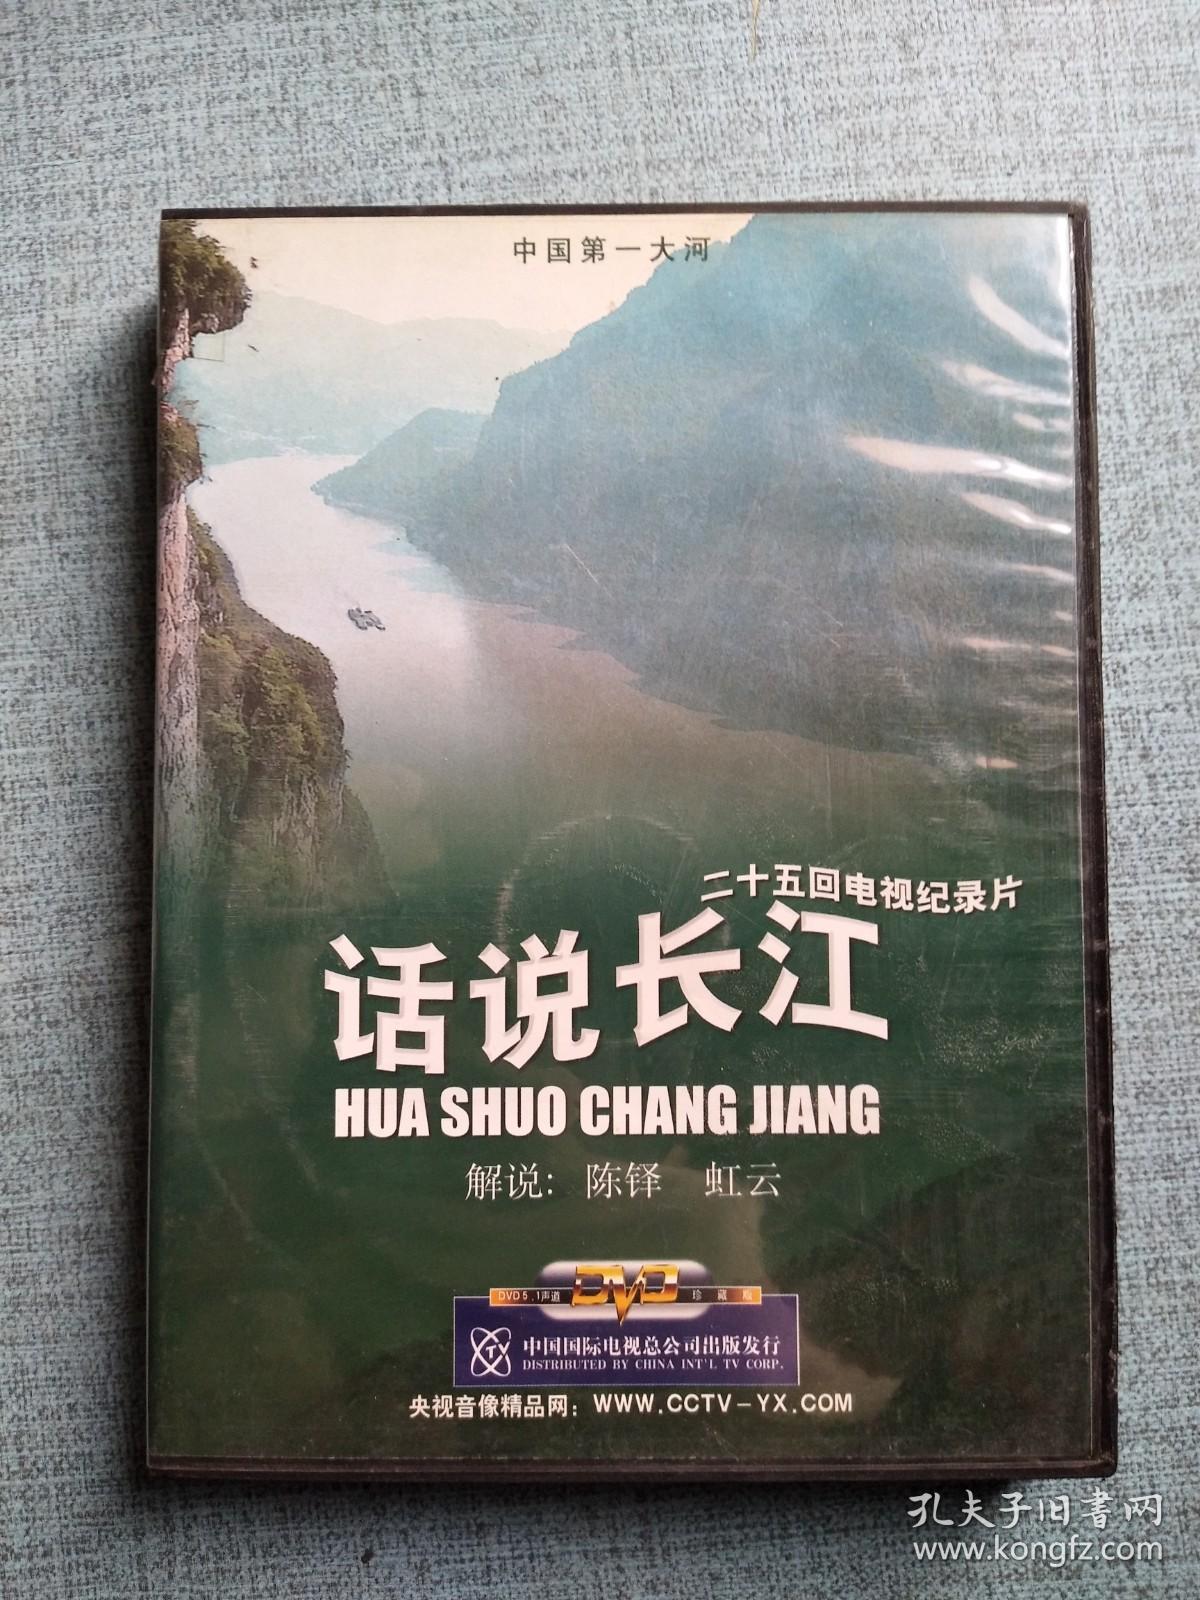 中国第一大河
二十五回电视纪录片
话说长江
HUA SHUO CHANG JIANG
解说：陈铎 虹云
DVD5.1声道 DVD 珍藏版
CTV 中国国际电视总公司出版发行
DISTRIBUTED BY CHINA INT'L TV CORP.
央视音像精品网：WWW.CCTV-YX.COM
孔夫子旧書网
www.kongfz.com